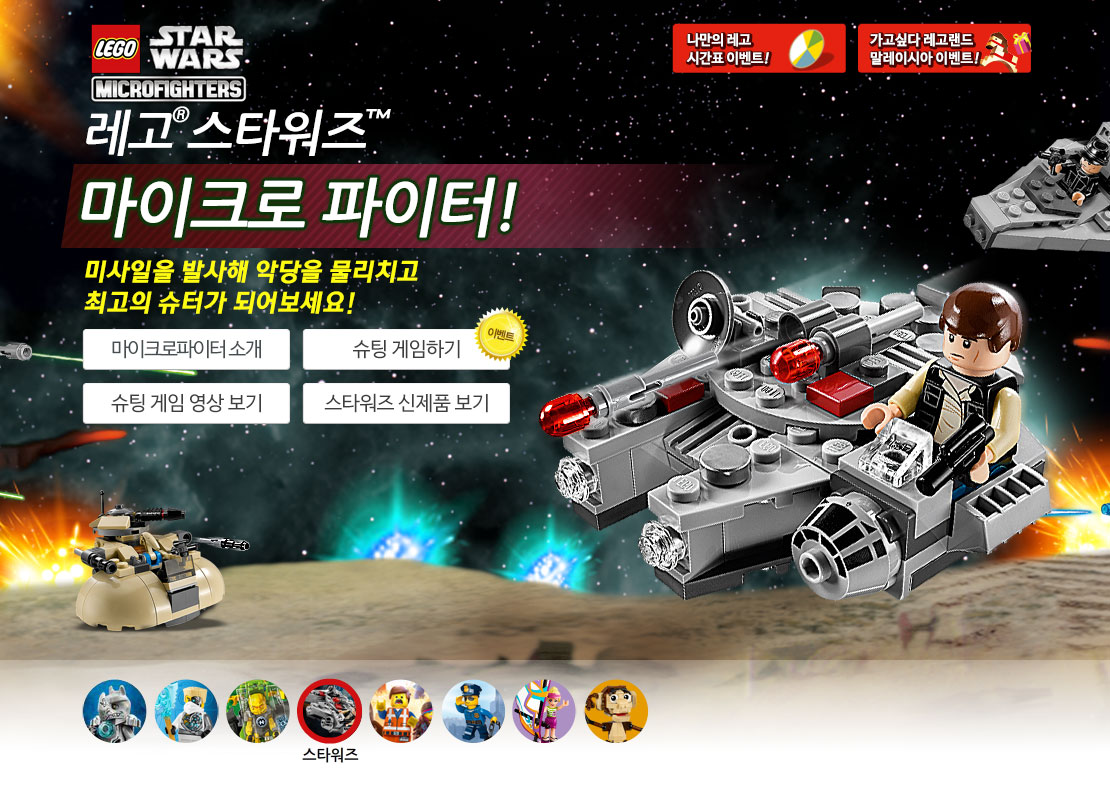 LEGO
STAR
WARS
MICROFIGHTERS
나만의 레고
시간표 이벤트!
가고싶다 레고랜드
말레이시아 이벤트!
레고® 스타워즈™
마이크로 파이터!
미사일을 발사해 악당을 물리치고
최고의 슈터가 되어보세요!
마이크로파이터 소개
슈팅 게임하기
이벤트
슈팅 게임 영상 보기
스타워즈 신제품 보기
스타워즈